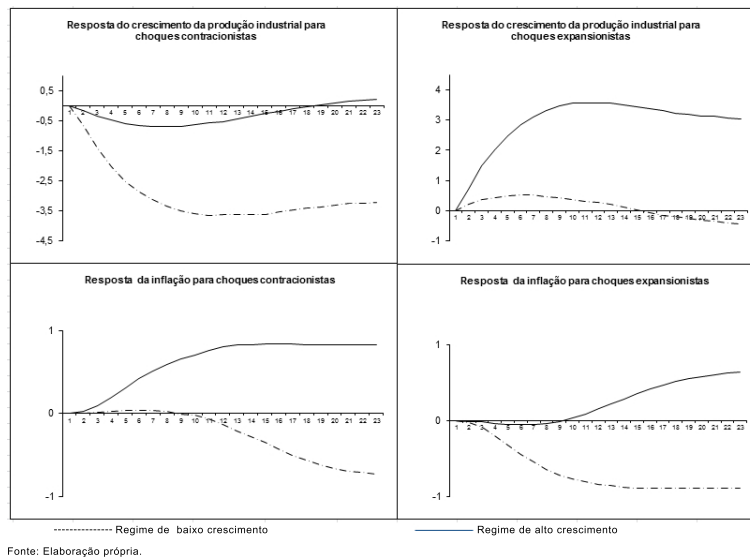 Resposta do crescimento da produção industrial para
choques contracionistas
0,5
-0,5
-1,5
-2,5
-3,5
-4,5
1 2 3 4 5 6 7 8 9 10 11 12 13 14 15 16 17 18 19 20 21 22 23
Resposta do crescimento da produção industrial para
choques expansionistas
4
3
2
1
0
-1
1 2 3 4 5 6 7 8 9 10 11 12 13 14 15 16 17 18 19 20 21 22 23
Resposta da inflação para choques contracionistas
1
0
-1
1 2 3 4 5 6 7 8 9 10 11 12 13 14 15 16 17 18 19 20 21 22 23
Resposta da inflação para choques expansionistas
1
0
-1
1 2 3 4 5 6 7 8 9 10 11 12 13 14 15 16 17 18 19 20 21 22 23
Regime de baixo crescimento
Regime de alto crescimento
Fonte: Elaboração própria.